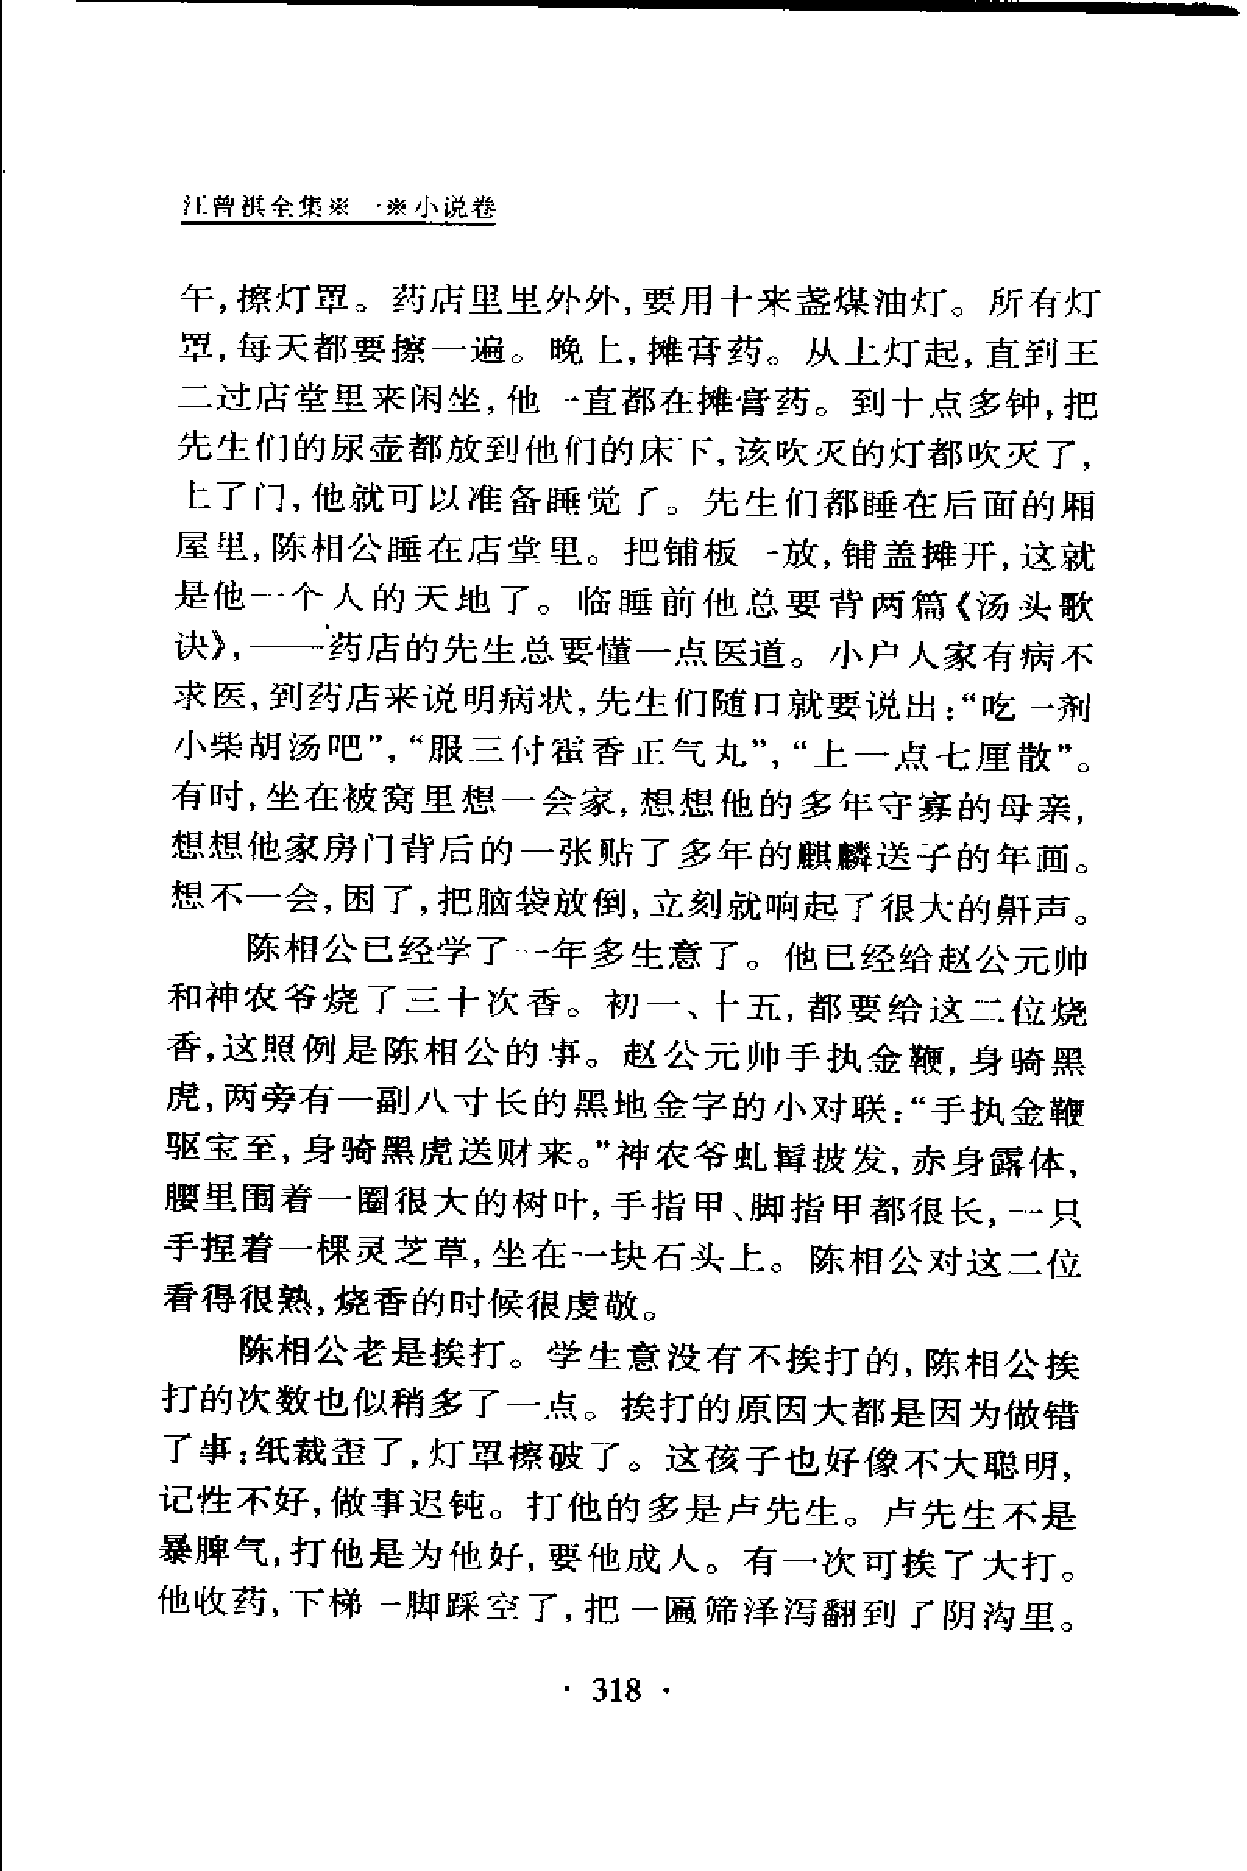 汪曾祺全集※一※小说卷
午,擦灯罩。药店里里外外,要用十来盏煤油灯。所有灯
罩,每天都要擦一遍。晚上,摊膏药。从上灯起,直到王
二过店堂里来闲坐,他一直都在摊膏药。到十点多钟,把
先生们的尿壶都放到他们的床下,该吹灭的灯都吹灭了,
上了门,他就可以准备睡觉了。先生们都睡在后面的厢
屋里,陈相公睡在店堂里。把铺板一放,铺盖摊开,这就
是他一个人的天地了。临睡前他总要背两篇《汤头歌
诀》,——药店的先生总要懂一点医道。小户人家有病不
求医,到药店来说明病状,先生们随口就要说出:“吃一剂
小柴胡汤吧”,“服三付藿香正气丸”,“上一点七厘散”。
有时,坐在被窝里想一会家,想想他的多年守寡的母亲,
想想他家房门背后的一张贴了多年的麒麟送子的年画。
想不一会,困了,把脑袋放倒,立刻就响起了很大的鼾声。
陈相公已经学了一年多生意了。他已经给赵公元帅
和神农爷烧了三十次香。初一、十五,都要给这二位烧
香,这照例是陈相公的事。赵公元帅手执金鞭,身骑黑
虎,两旁有一副八寸长的黑地金字的小对联:“手执金鞭
驱宝至,身骑黑虎送财来。”神农爷虬髯披发,赤身露体,
腰里围着一圈很大的树叶,手指甲、脚指甲都很长,一只
手捏着一棵灵芝草,坐在一块石头上。陈相公对这二位
看得很熟,烧香的时候很虔敬。
陈相公老是挨打。学生意没有不挨打的,陈相公挨
打的次数也似稍多了一点。挨打的原因大都是因为做错
了事:纸裁歪了,灯罩擦破了。这孩子也好像不大聪明,
记性不好,做事迟钝。打他的多是卢先生。卢先生不是
暴脾气,打他是为他好,要他成人。有一次可挨了大打。
他收药,下梯一脚踩空了,把一匾筛泽泻翻到了阴沟里。
· 318 ·